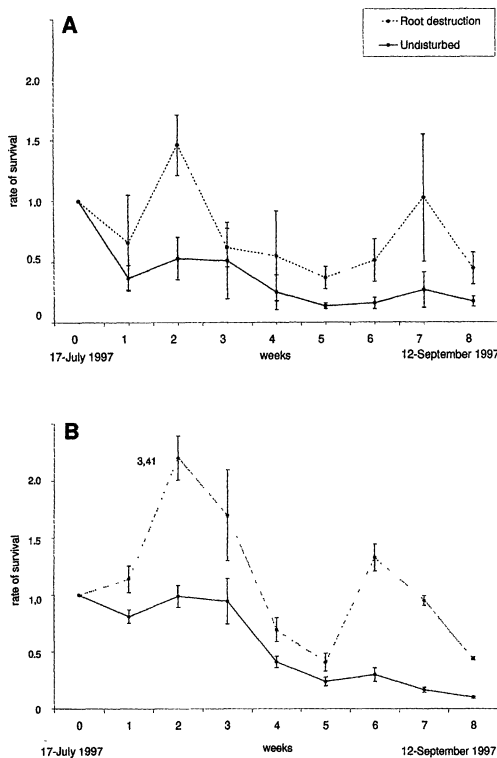 A
Root destruction
Undisturbed
2.0
1.5
1.0
0.5
0
rate of survival
0 1 2 3 4 5 6 7 8
17-July 1997 weeks 12-September 1997
B
3,41
2.0
1.5
1,0
0.5
0
rate of survival
0 1 2 3 4 5 6 7 8
17-July 1997 weeks 12-September 1997